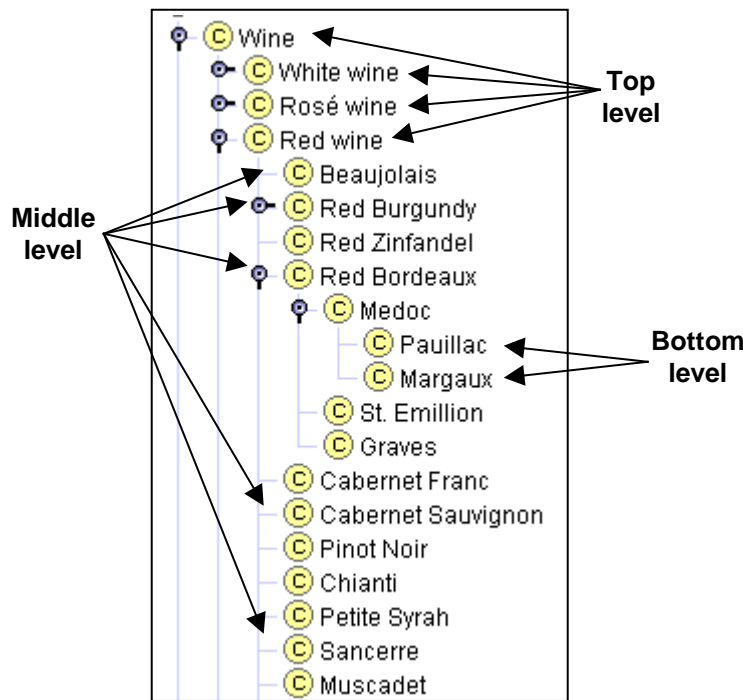 C Wine
C White wine
C Rosé wine
C Red wine
C Beaujolais
C Red Burgundy
C Red Zinfandel
C Red Bordeaux
C Medoc
C Pauillac
C Margaux
C St. Emillion
C Graves
C Cabernet Franc
C Cabernet Sauvignon
C Pinot Noir
C Chianti
C Petite Syrah
C Sancerre
C Muscadet
Top
level
Middle
level
Bottom
level